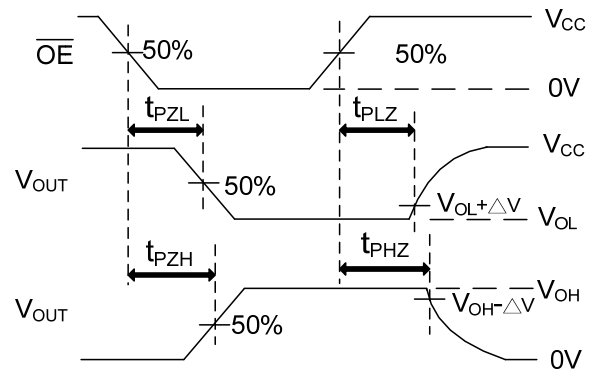 V_CC
OE
50%
50%
0V
t_PZL
t_PLZ
V_CC
V_OUT
50%
V_OL+△V
V_OL
t_PZH
t_PHZ
V_OH
V_OH-△V
V_OUT
50%
0V